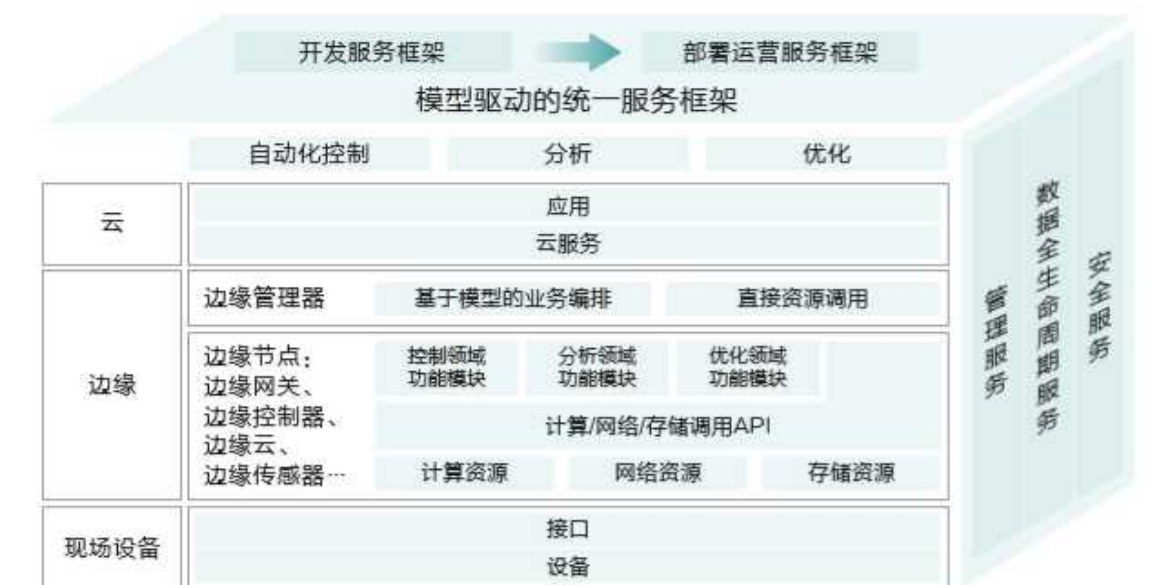 开发服务框架
部署运营服务框架
模型驱动的统一服务框架
自动化控制
分析
优化
云
应用
云服务
边缘
边缘管理器
基于模型的业务编排
直接资源调用
边缘节点:
边缘网关、
边缘控制器、
边缘云、
边缘传感器…
控制领域
功能模块
分析领域
功能模块
优化领域
功能模块
计算/网络/存储调用API
计算资源
网络资源
存储资源
现场设备
接口
设备
管理服务
数据全生命周期服务
安全服务